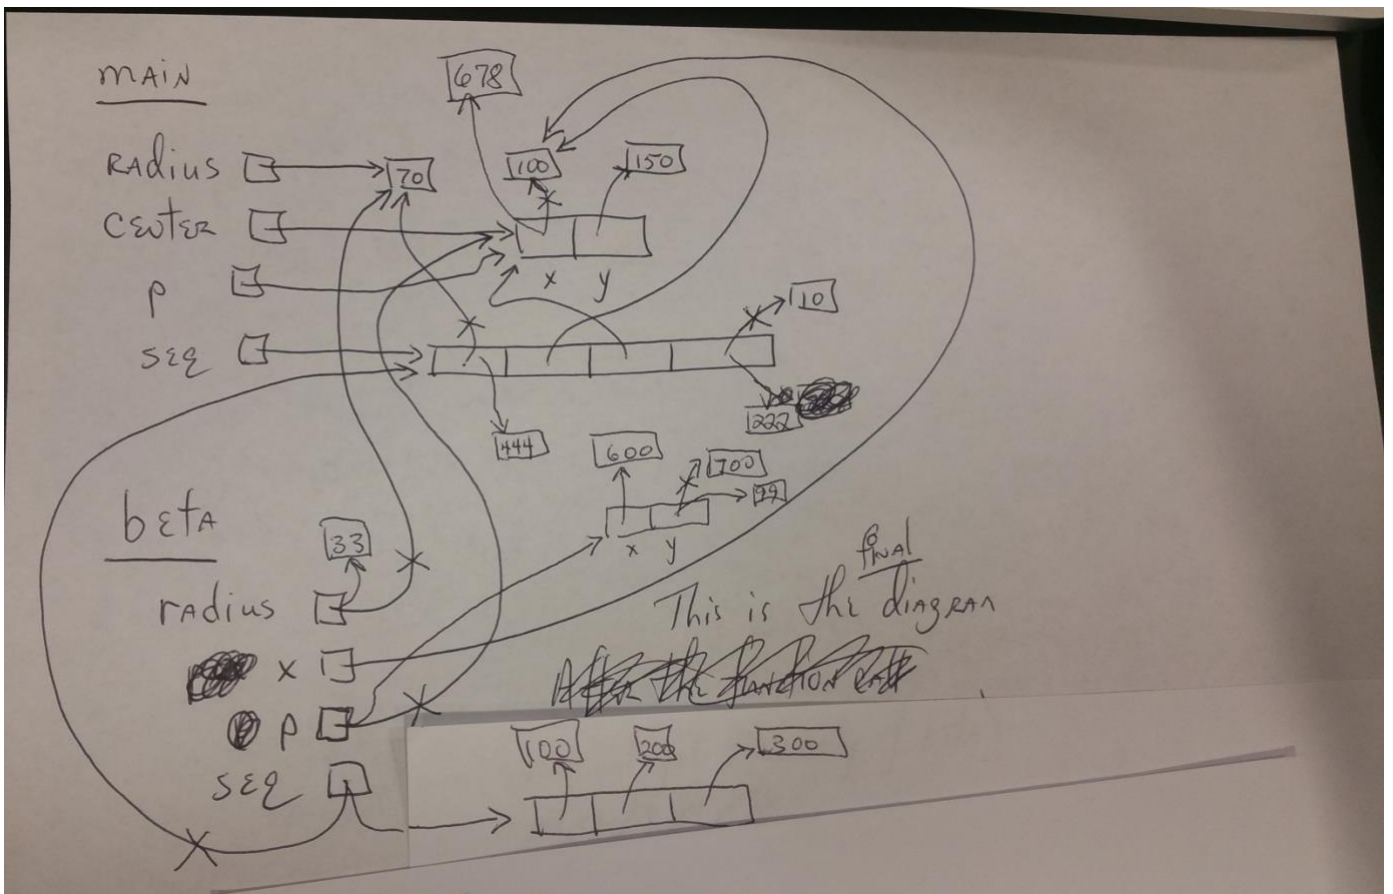 MAIN
678
RADIUS 70 100 150
CENTER
P x y
10
SEQ
222
444 600 700
99
beta
33 x y
final
radius This is the diagram
x
P
100 200 300
SEQ